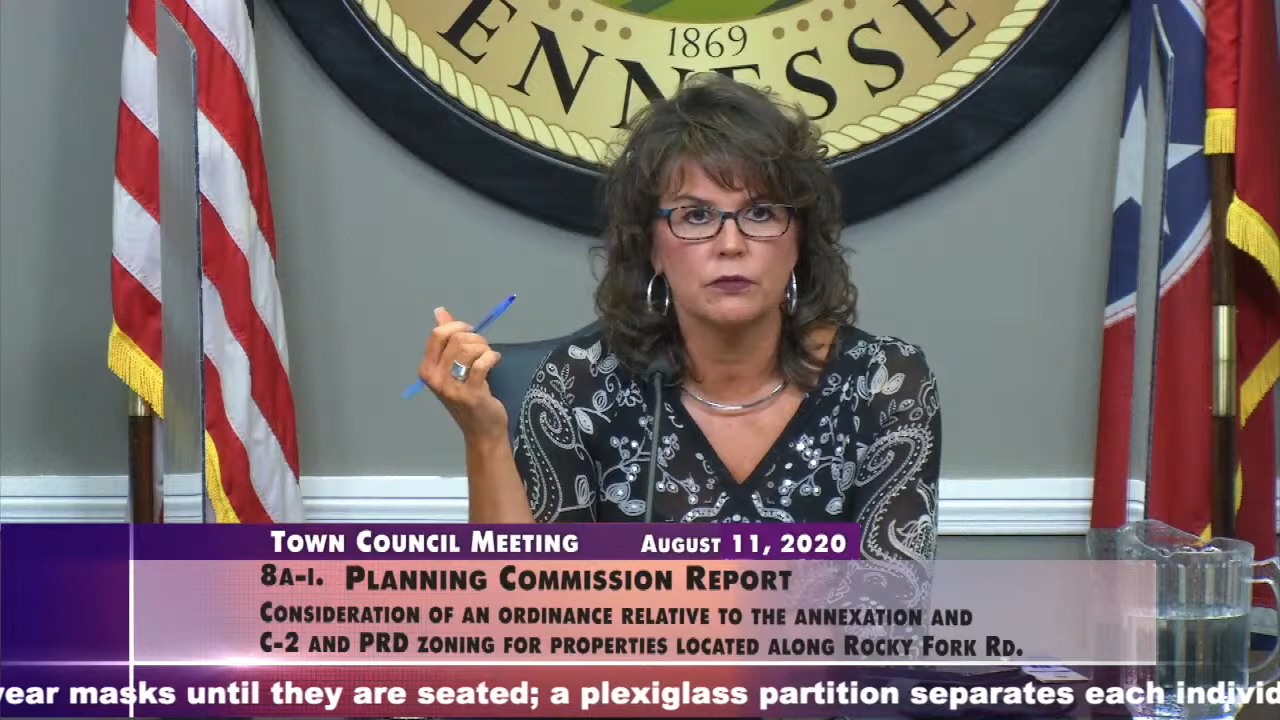 1869
ENNESSE
TOWN COUNCIL MEETING AUGUST 11, 2020
8A-I. PLANNING COMMISSION REPORT
CONSIDERATION OF AN ORDINANCE RELATIVE TO THE ANNEXATION AND
C-2 AND PRD ZONING FOR PROPERTIES LOCATED ALONG ROCKY FORK RD.
year masks until they are seated; a plexiglass partition separates each individ